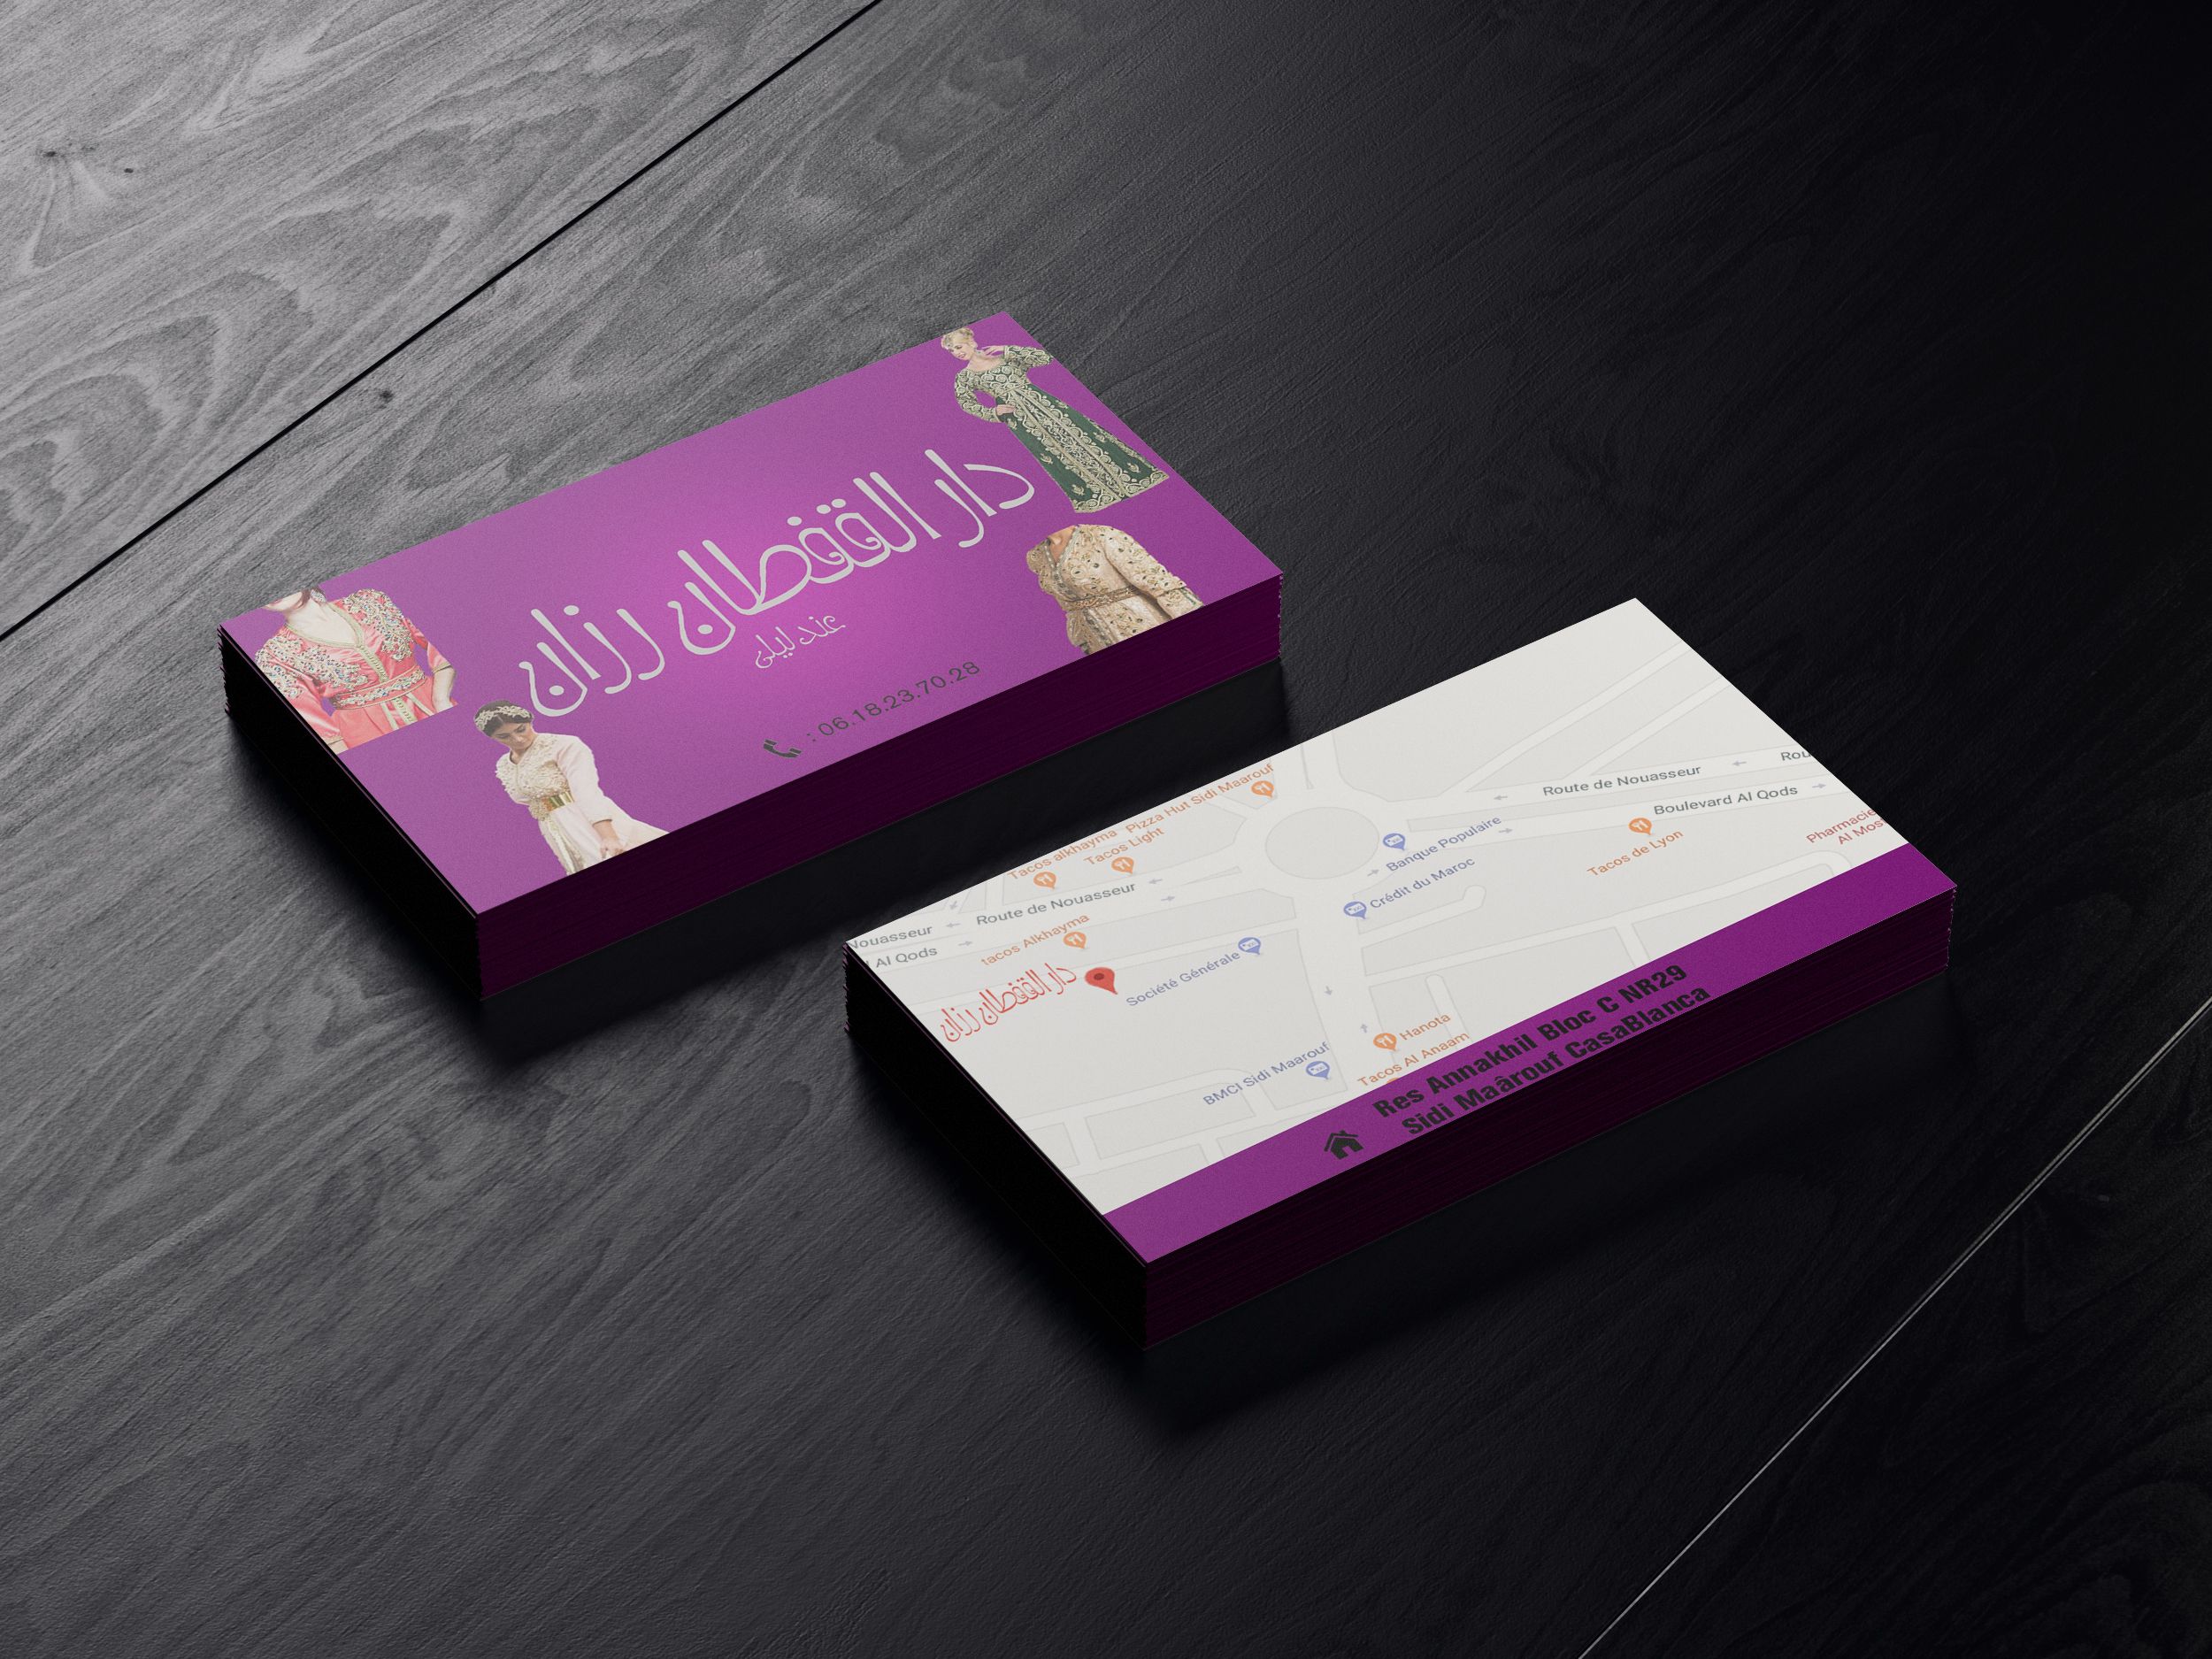 دار القفطان رزان
عند ليلى
: 06.18.23.70.28
Pizza Hut Sidi Maarouf
Tacos alkhayma
Tacos Light
Route de Nouasseur
Rou
Boulevard Al Qods
Banque Populaire
Crédit du Maroc
Tacos de Lyon
Pharmacie
Al Mos
Route de Nouasseur
Nouasseur
Al Qods
tacos Alkhayma
Société Générale
دار القفطان رزان
Hanota
Tacos Al Anaam
BMCI Sidi Maarouf
Res Annakhil Bloc C NR29
Sidi Maârouf CasaBlanca